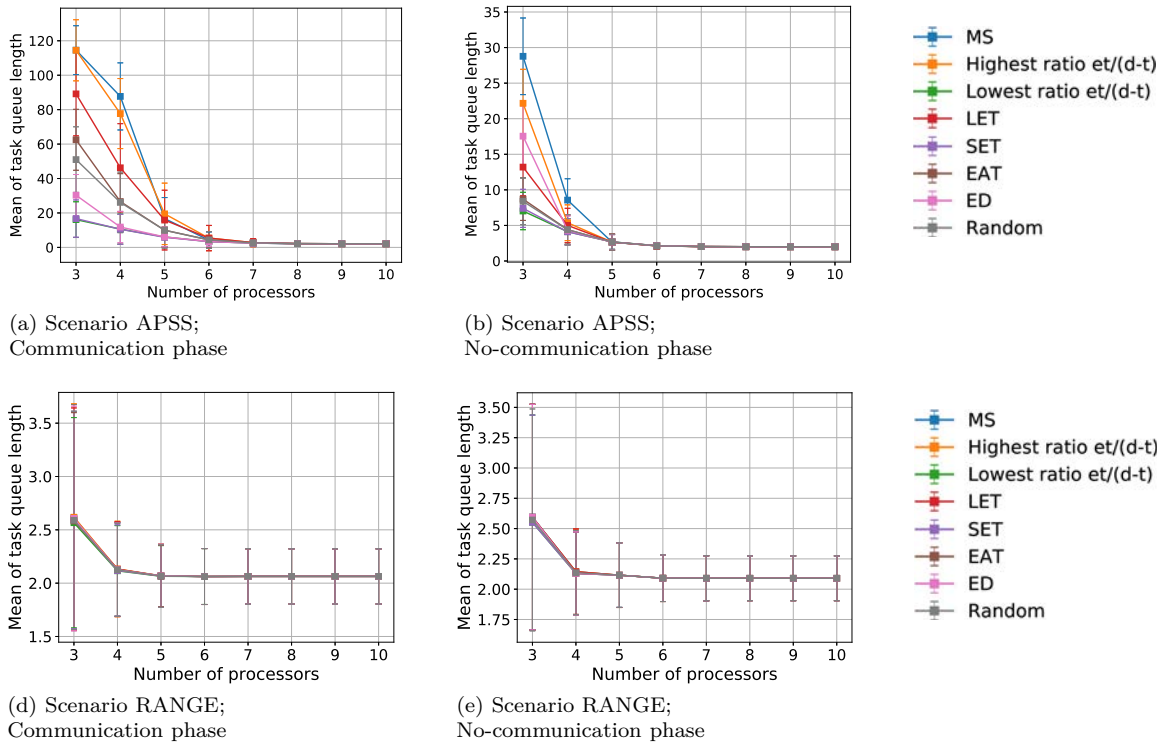 120
100
80
60
40
20
0
Mean of task queue length
3 4 5 6 7 8 9 10
Number of processors
(a) Scenario APSS;
Communication phase
35
30
25
20
15
10
5
0
Mean of task queue length
3 4 5 6 7 8 9 10
Number of processors
(b) Scenario APSS;
No-communication phase
MS
Highest ratio et/(d-t)
Lowest ratio et/(d-t)
LET
SET
EAT
ED
Random
3.5
3.0
2.5
2.0
1.5
Mean of task queue length
3 4 5 6 7 8 9 10
Number of processors
(d) Scenario RANGE;
Communication phase
3.50
3.25
3.00
2.75
2.50
2.25
2.00
1.75
Mean of task queue length
3 4 5 6 7 8 9 10
Number of processors
(e) Scenario RANGE;
No-communication phase
MS
Highest ratio et/(d-t)
Lowest ratio et/(d-t)
LET
SET
EAT
ED
Random